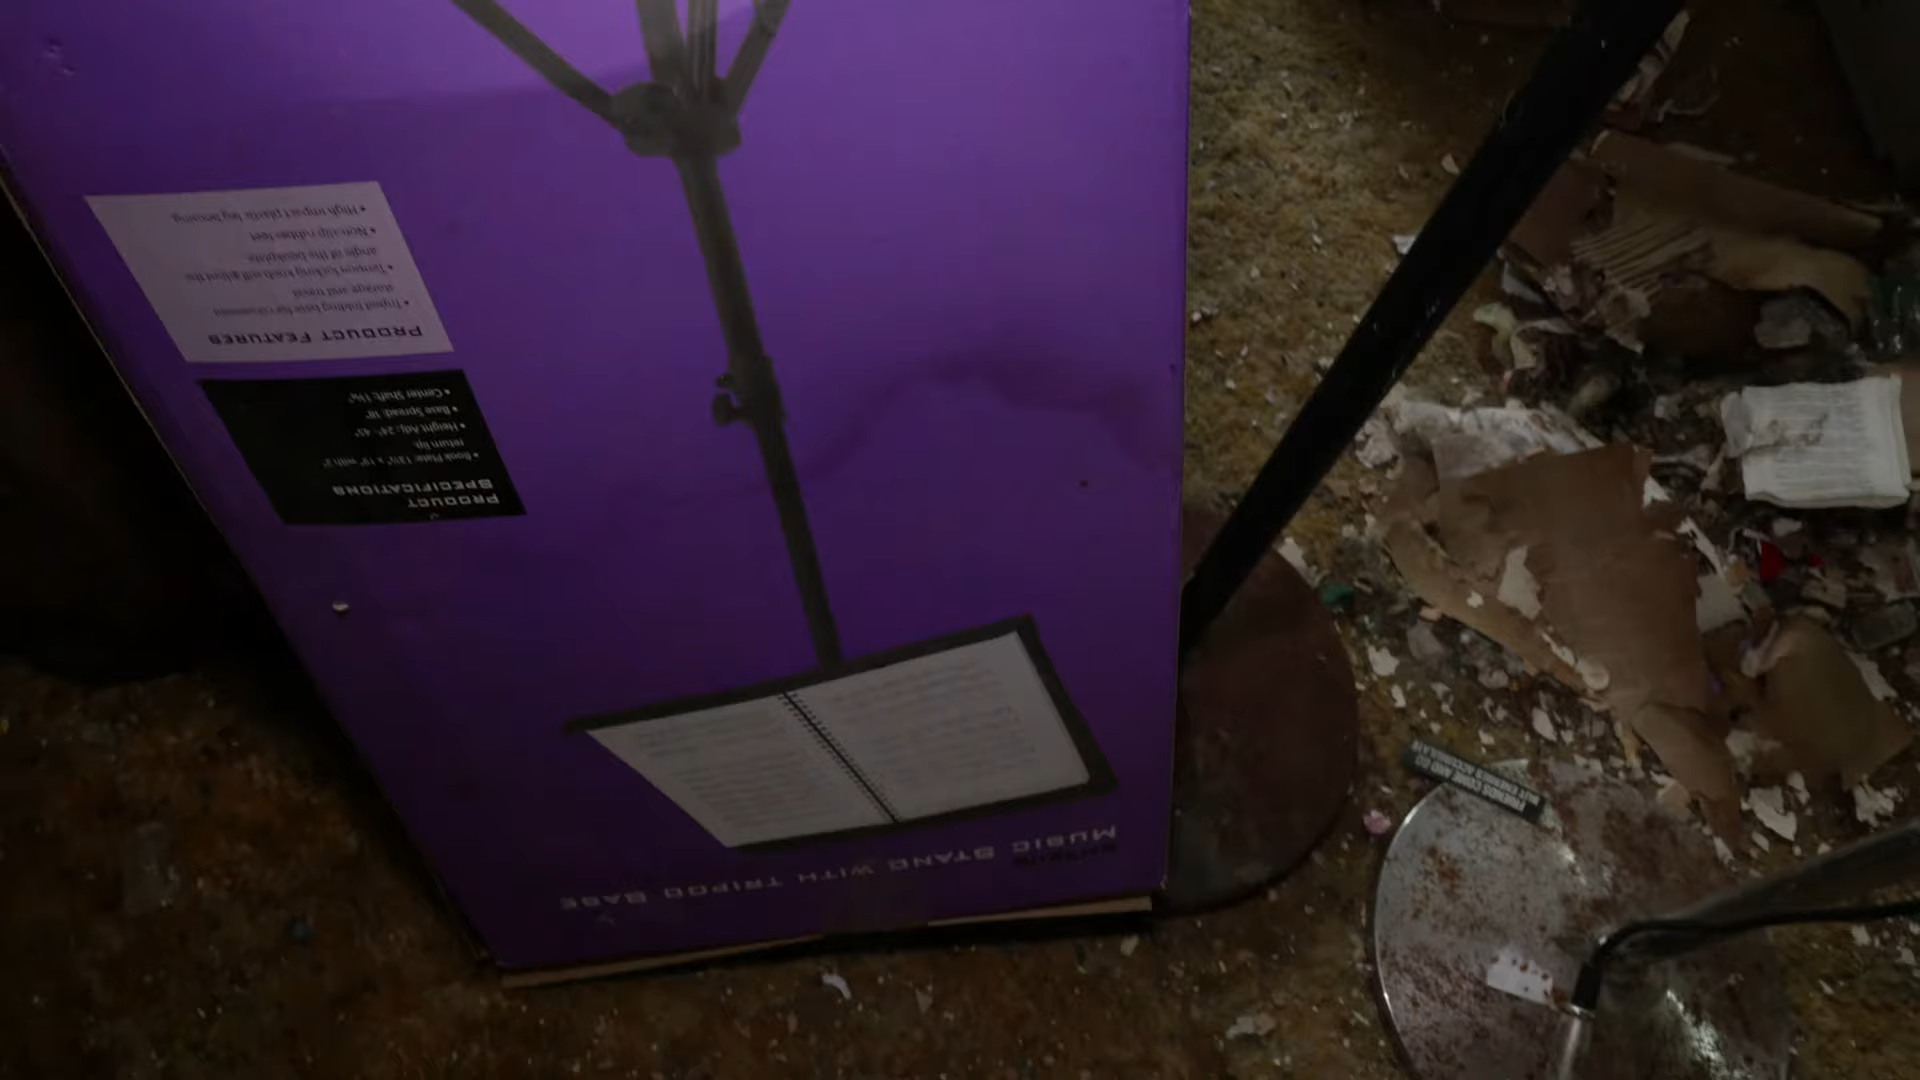 MUSIC STAND WITH TRIPOD BASE
PRODUCT
SPECIFICATIONS
• Book Plate: 13½" x 19" with 2"
return lip
• Height Adj.: 24"-45"
• Base Spread: 18"
• Center Shaft: 1⅛"
PRODUCT FEATURES
• Tripod folding base for convenient
storage and travel
• Tension locking knob will adjust the
angle of the bookplate
• Non-slip rubber feet
• High impact plastic leg housing